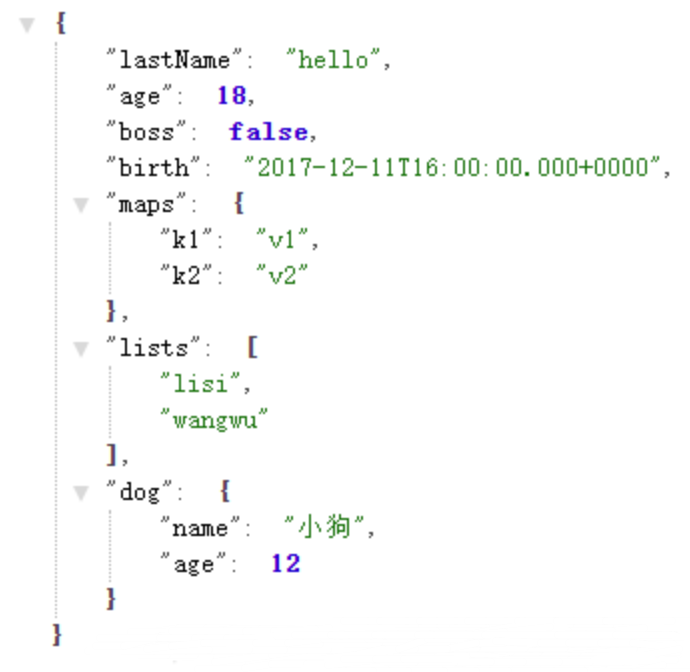 {
"lastName": "hello",
"age": 18,
"boss": false,
"birth": "2017-12-11T16:00:00.000+0000",
"maps": {
"k1": "v1",
"k2": "v2"
},
"lists": [
"lisi",
"wangwu"
],
"dog": {
"name": "小狗",
"age": 12
}
}